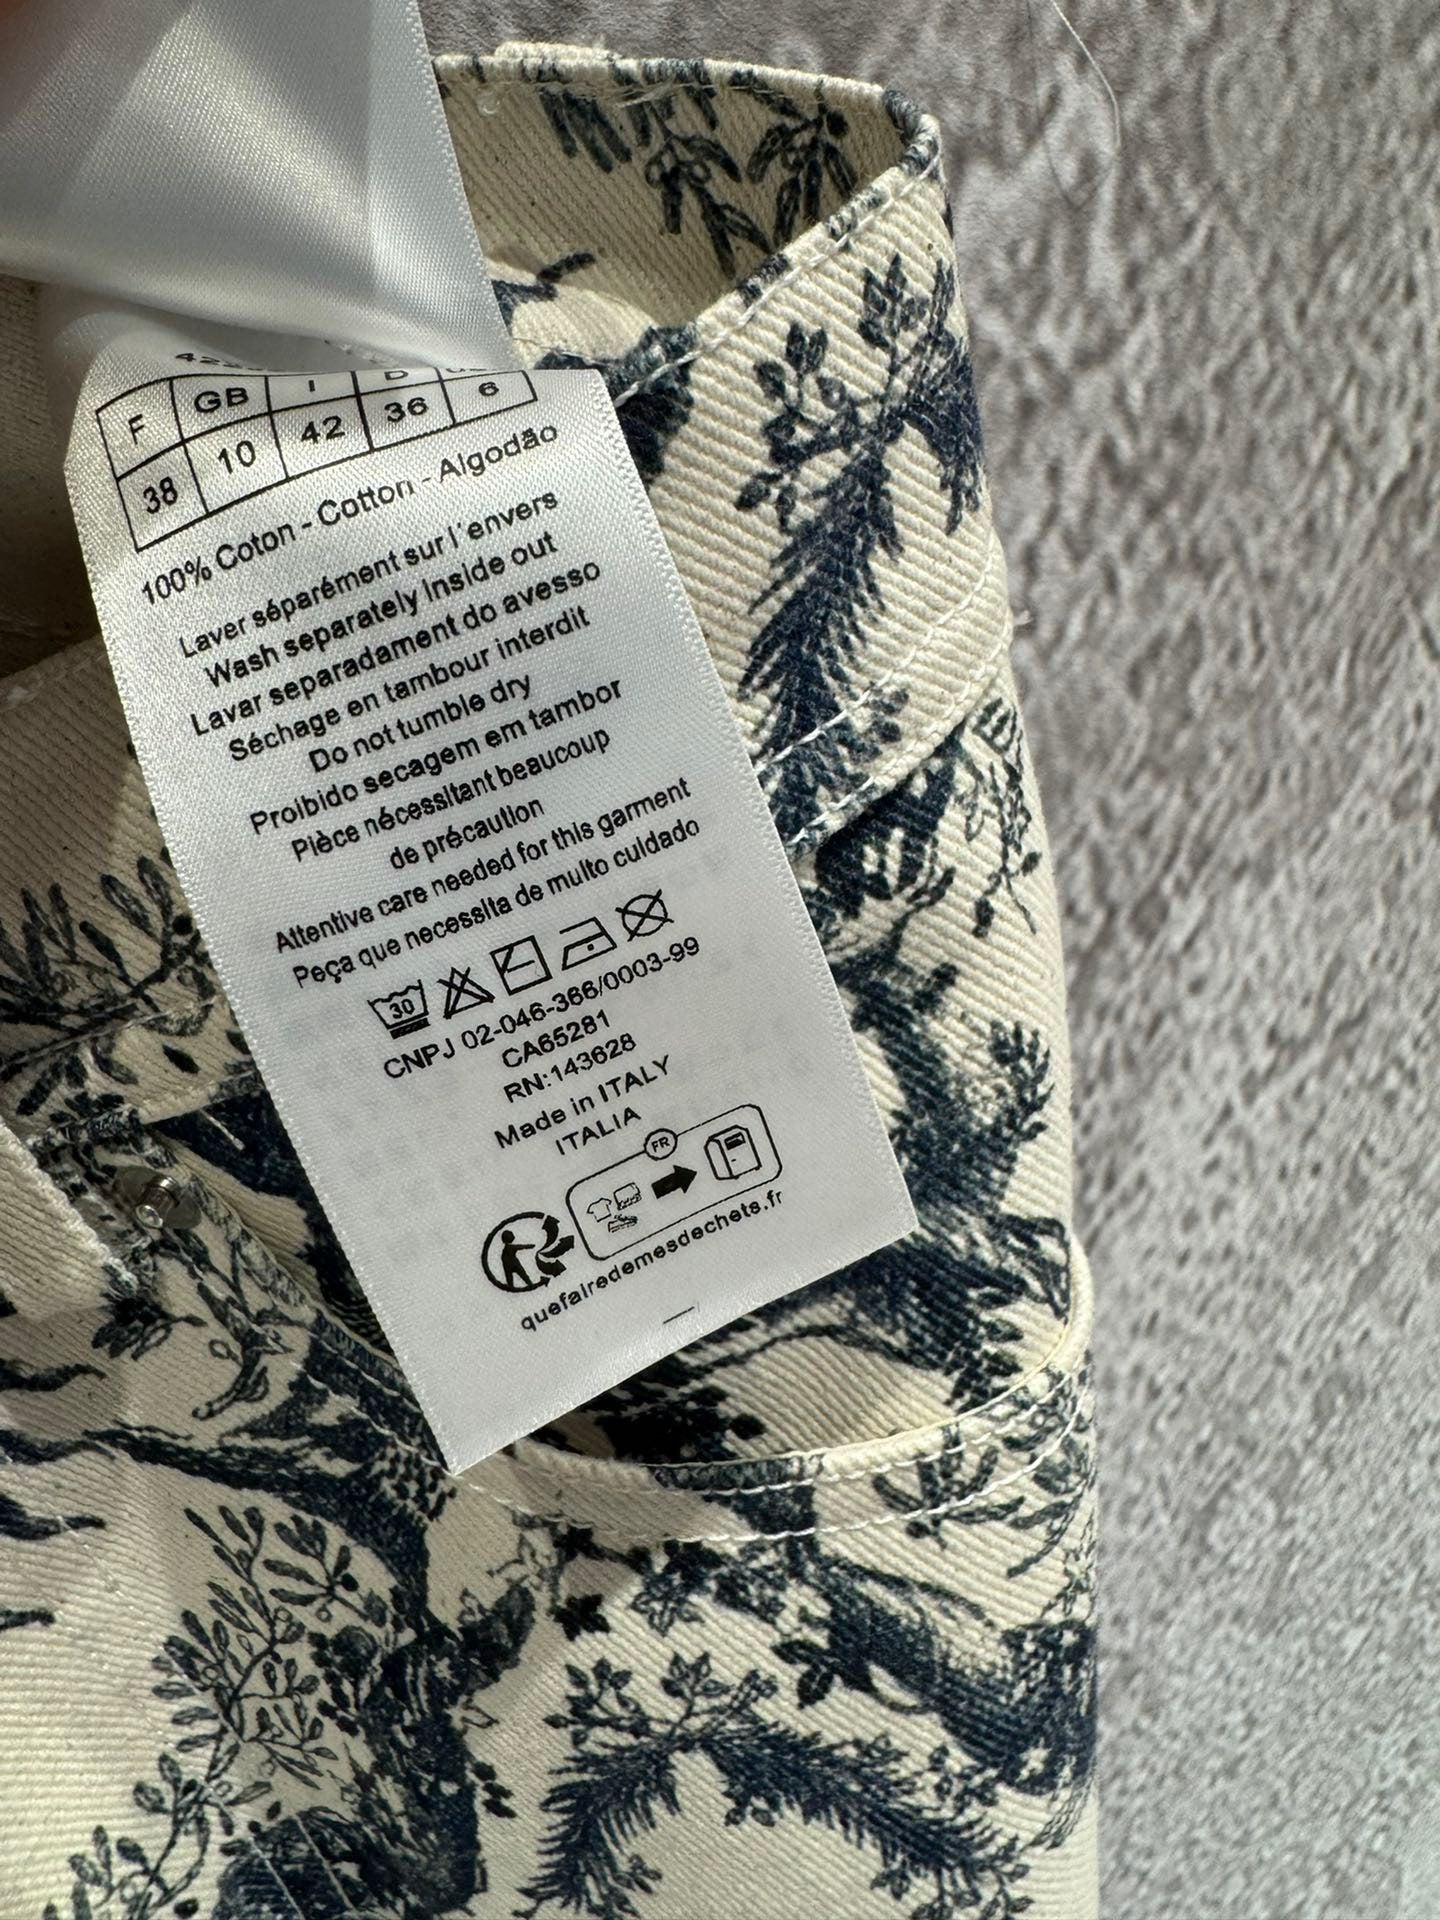 F GB I D
38 10 42 36 6
100% Coton - Cotton - Algodão
Laver séparément sur l'envers
Wash separately Inside out
Lavar separadament do avesso
Séchage en tambour interdit
Do not tumble dry
Proibido secagem em tambor
Pièce nécessitant beaucoup
de précaution
Attentive care needed for this garment
Peça que necessita de multo culdado
30
CNPJ 02-046-366/0003-99
CA65281
RN:143628
Made in ITALY
ITALIA
FR
quefairedemesdechets.fr